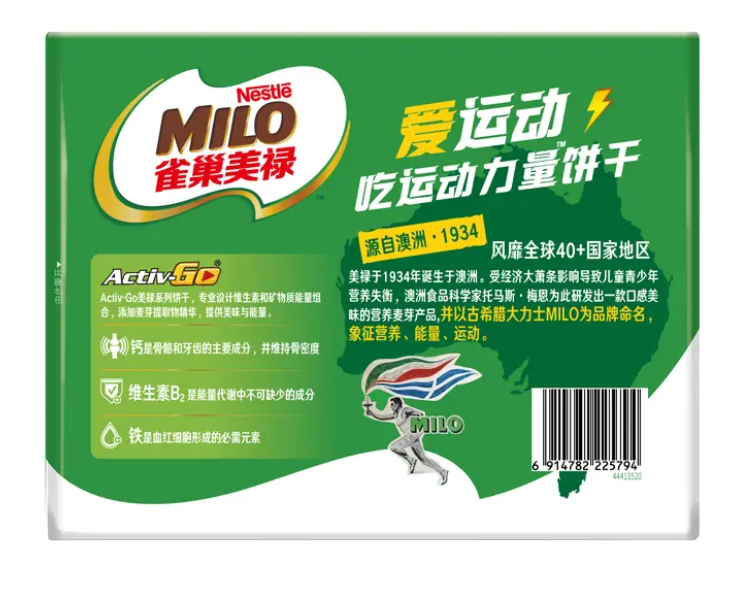 Nestlé
MILO
雀巢美禄
TM
爱运动
吃运动力量饼干
TM
源自澳洲·1934
风靡全球40+国家地区
美禄于1934年诞生于澳洲。受经济大萧条影响导致儿童青少年
营养失衡，澳洲食品科学家托马斯·梅恩为此研发出一款口感美
味的营养麦芽产品,并以古希腊大力士MILO为品牌命名，
象征营养、能量、运动。
Activ-GO®
Activ-Go美禄系列饼干，专业设计维生素和矿物质能量组
合，添加麦芽提取物精华，提供美味与能量。
钙是骨骼和牙齿的主要成分，并维持骨密度
维生素B₂是能量代谢中不可缺少的成分
铁是血红细胞形成的必需元素
MILO
6 914782 225794
44413520
由此撕开